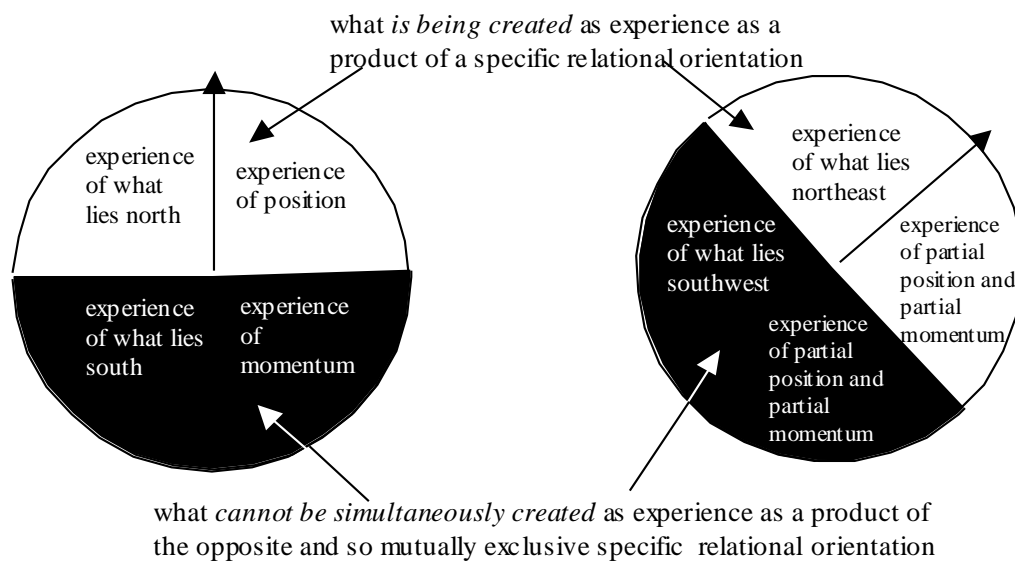 what is being created as experience as a
product of a specific relational orientation
experience
of what
lies north
experience
of position
experience
of what lies
south
experience
of
momentum
experience
of what lies
northeast
experience
of partial
position and
partial
momentum
experience
of what lies
southwest
experience
of partial
position and
partial
momentum
what cannot be simultaneously created as experience as a product of
the opposite and so mutually exclusive specific relational orientation